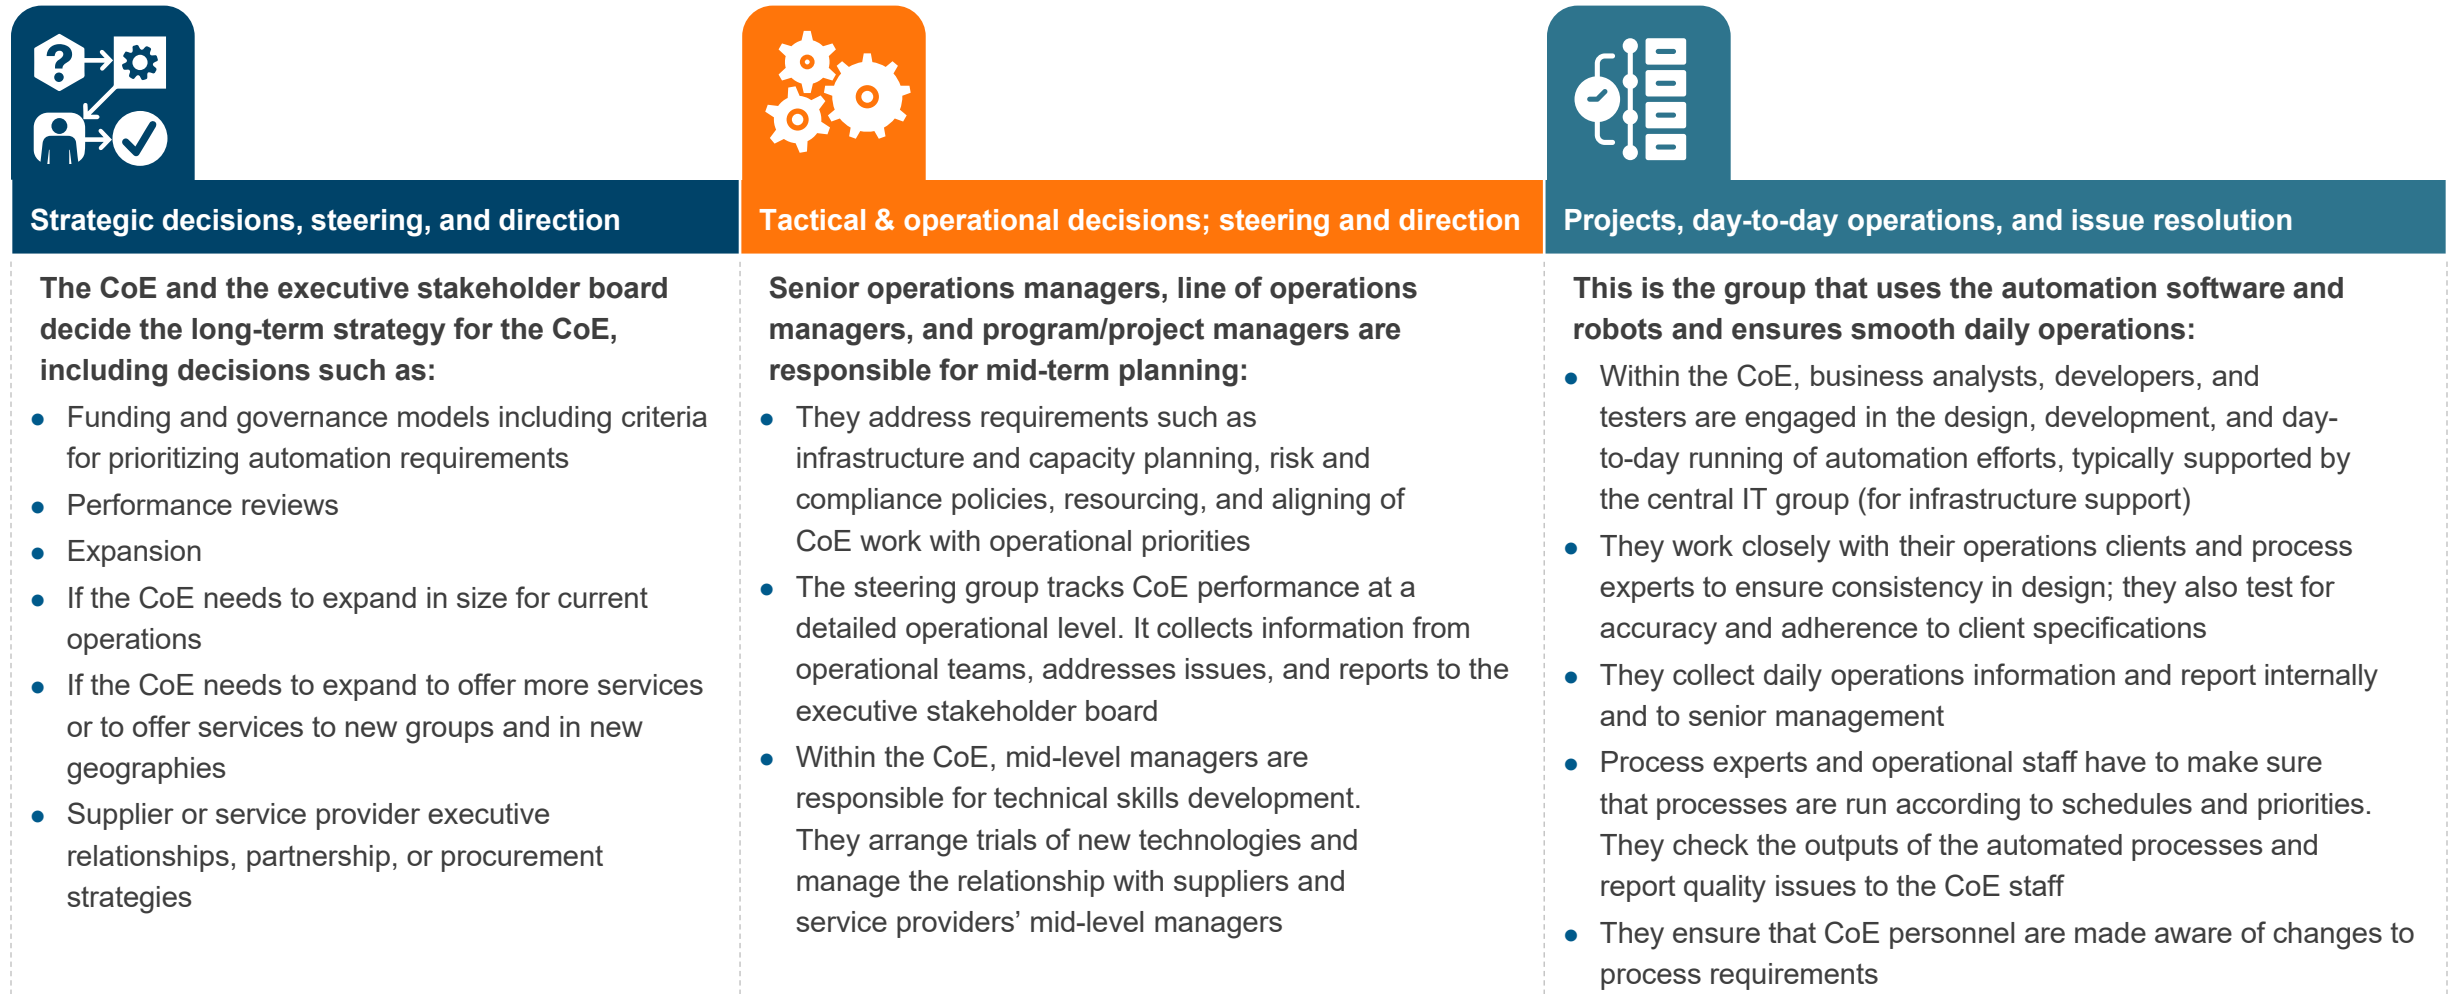 Strategic decisions, steering, and direction
The CoE and the executive stakeholder board
decide the long-term strategy for the CoE,
including decisions such as:
• Funding and governance models including criteria
for prioritizing automation requirements
• Performance reviews
• Expansion
• If the CoE needs to expand in size for current
operations
• If the CoE needs to expand to offer more services
or to offer services to new groups and in new
geographies
• Supplier or service provider executive
relationships, partnership, or procurement
strategies
Tactical & operational decisions; steering and direction
Senior operations managers, line of operations
managers, and program/project managers are
responsible for mid-term planning:
• They address requirements such as
infrastructure and capacity planning, risk and
compliance policies, resourcing, and aligning of
CoE work with operational priorities
• The steering group tracks CoE performance at a
detailed operational level. It collects information from
operational teams, addresses issues, and reports to the
executive stakeholder board
• Within the CoE, mid-level managers are
responsible for technical skills development.
They arrange trials of new technologies and
manage the relationship with suppliers and
service providers’ mid-level managers
Projects, day-to-day operations, and issue resolution
This is the group that uses the automation software and
robots and ensures smooth daily operations:
• Within the CoE, business analysts, developers, and
testers are engaged in the design, development, and day-
to-day running of automation efforts, typically supported by
the central IT group (for infrastructure support)
• They work closely with their operations clients and process
experts to ensure consistency in design; they also test for
accuracy and adherence to client specifications
• They collect daily operations information and report internally
and to senior management
• Process experts and operational staff have to make sure
that processes are run according to schedules and priorities.
They check the outputs of the automated processes and
report quality issues to the CoE staff
• They ensure that CoE personnel are made aware of changes to
process requirements